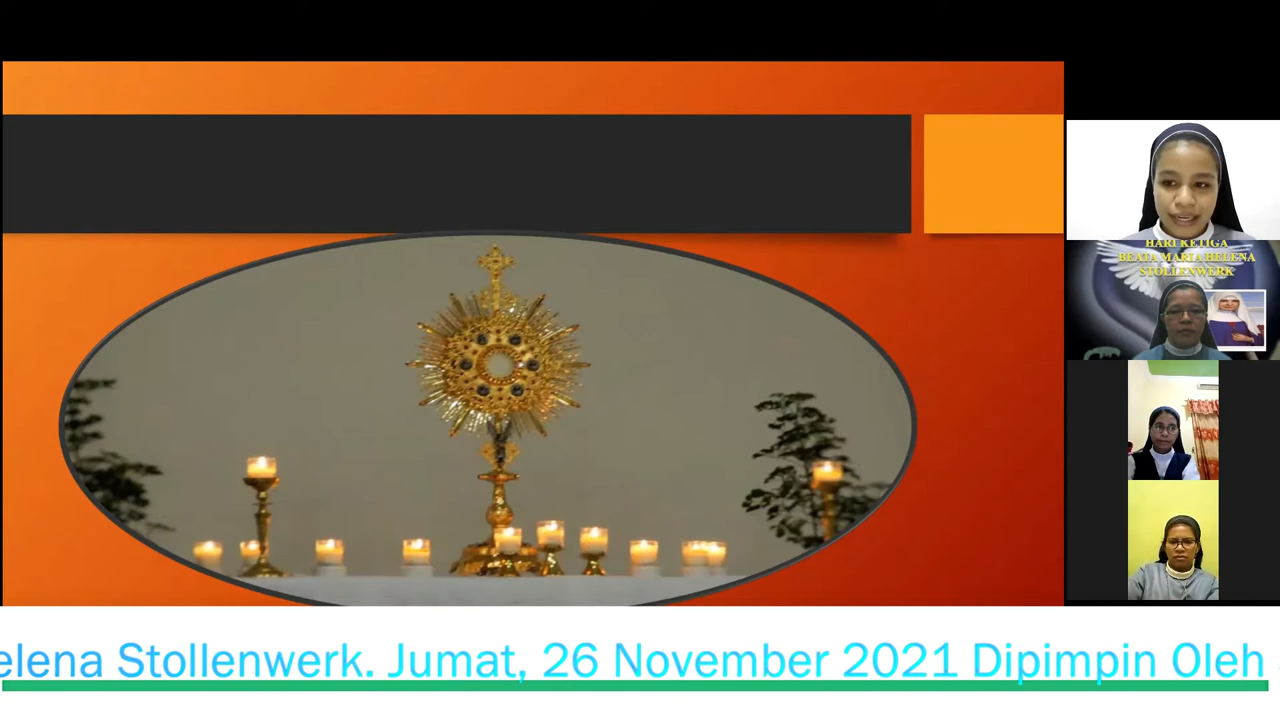 HARI KETIGA
BEATA MARIA HELENA
STOLLENWERK
elena Stollenwerk. Jumat, 26 November 2021 Dipimpin Oleh